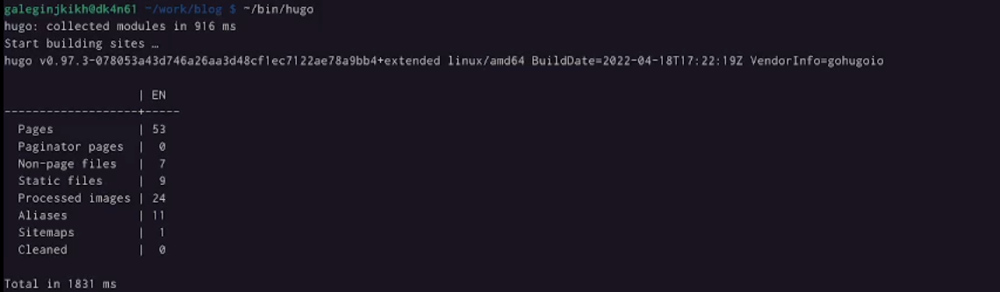 galeginjkikh@dk4n61 ~/work/blog $ ~/bin/hugo
hugo: collected modules in 916 ms
Start building sites …
hugo v0.97.3-078053a43d746a26aa3d48cf1ec7122ae78a9bb4+extended linux/amd64 BuildDate=2022-04-18T17:22:19Z VendorInfo=gohugoio
                   | EN
-------------------+-----
  Pages            | 53
  Paginator pages  |  0
  Non-page files   |  7
  Static files     |  9
  Processed images | 24
  Aliases          | 11
  Sitemaps         |  1
  Cleaned          |  0
Total in 1831 ms